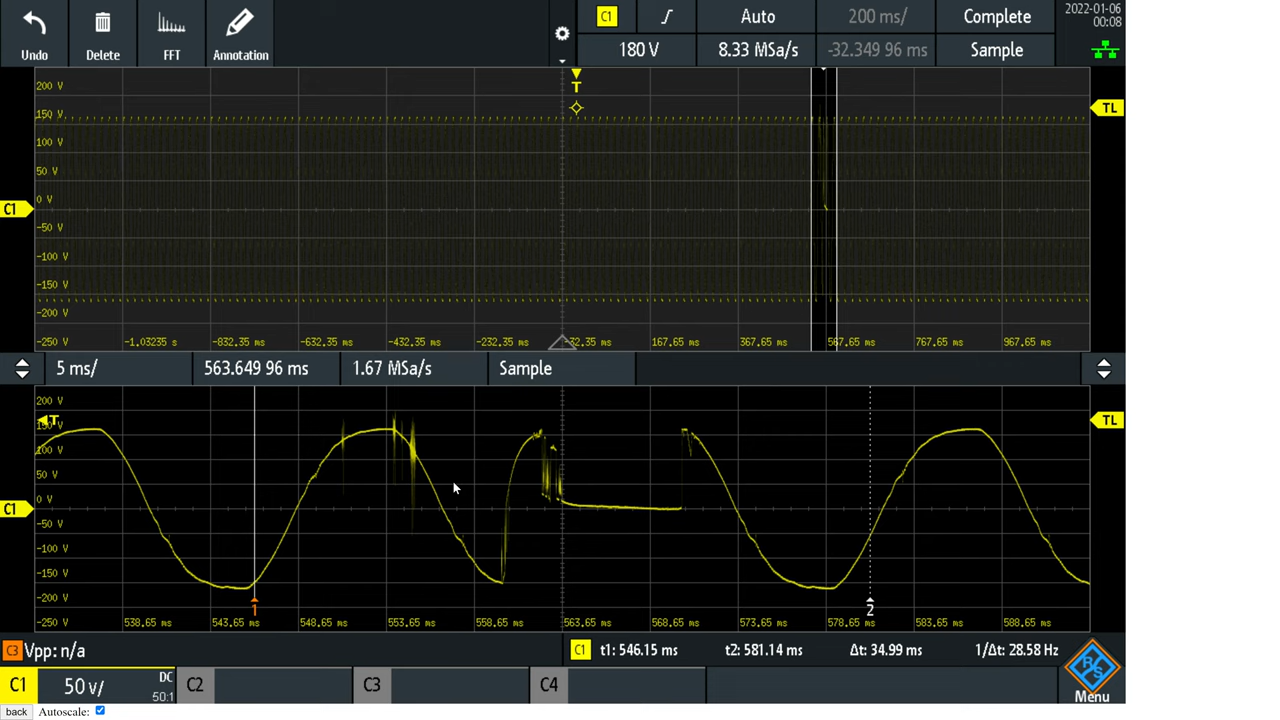 Undo Delete FFT Annotation
C1 Auto 200 ms/ Complete
180 V 8.33 MSa/s -32.349 96 ms Sample
2022-01-06
00:08
T
TL
200 V
150 V
100 V
50 V
0 V
C1
-50 V
-100 V
-150 V
-200 V
-250 V -1.03235 s -832.35 ms -632.35 ms -432.35 ms -232.35 ms -32.35 ms 167.65 ms 367.65 ms 567.65 ms 767.65 ms 967.65 ms
5 ms/ 563.649 96 ms 1.67 MSa/s Sample
200 V
T
TL
150 V
100 V
50 V
0 V
C1
-50 V
-100 V
-150 V
-200 V
1 2
-250 V 538.65 ms 543.65 ms 548.65 ms 553.65 ms 558.65 ms 563.65 ms 568.65 ms 573.65 ms 578.65 ms 583.65 ms 588.65 ms
C3 Vpp: n/a C1 t1: 546.15 ms t2: 581.14 ms Δt: 34.99 ms 1/Δt: 28.58 Hz
C1 50 V/ DC 50:1 C2 C3 C4 R&S Menu
back Autoscale: